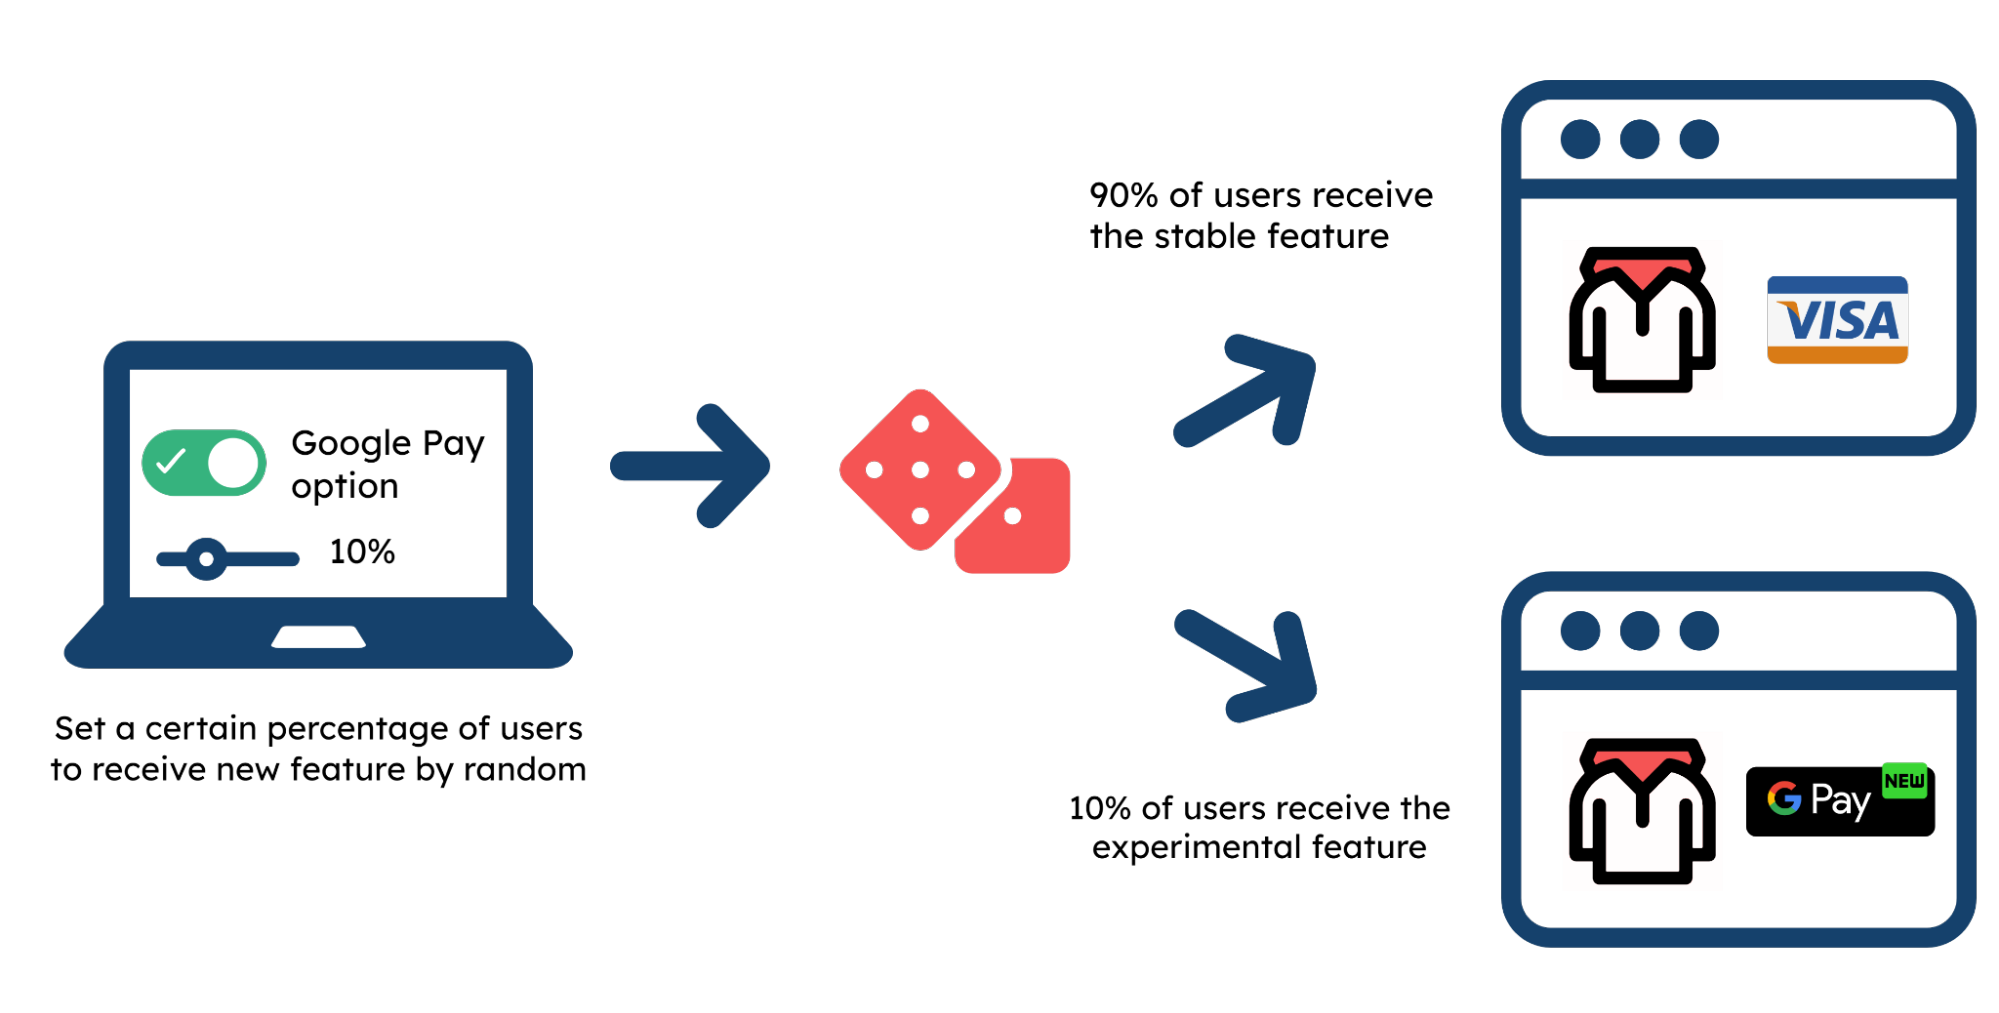 Google Pay
option
10%
Set a certain percentage of users
to receive new feature by random
90% of users receive
the stable feature
VISA
10% of users receive the
experimental feature
G Pay
NEW